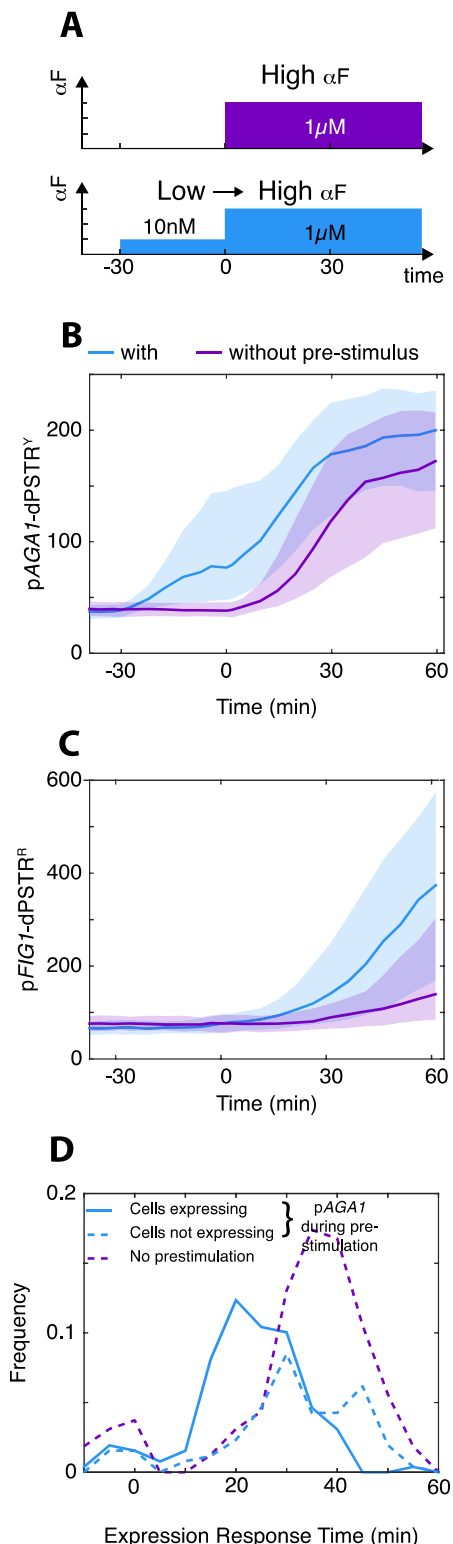 A
αF
High αF
1µM
Low → High αF
αF
10nM
1µM
-30 0 30 time
B
with without pre-stimulus
200
100
0
pAGA1-dPSTRY
-30 0 30 60
Time (min)
C
600
400
200
0
pFIG1-dPSTRR
-30 0 30 60
Time (min)
D
0.2
0.1
0
Frequency
Cells expressing
Cells not expressing
No prestimulation
} pAGA1
during pre-
stimulation
0 20 40 60
Expression Response Time (min)